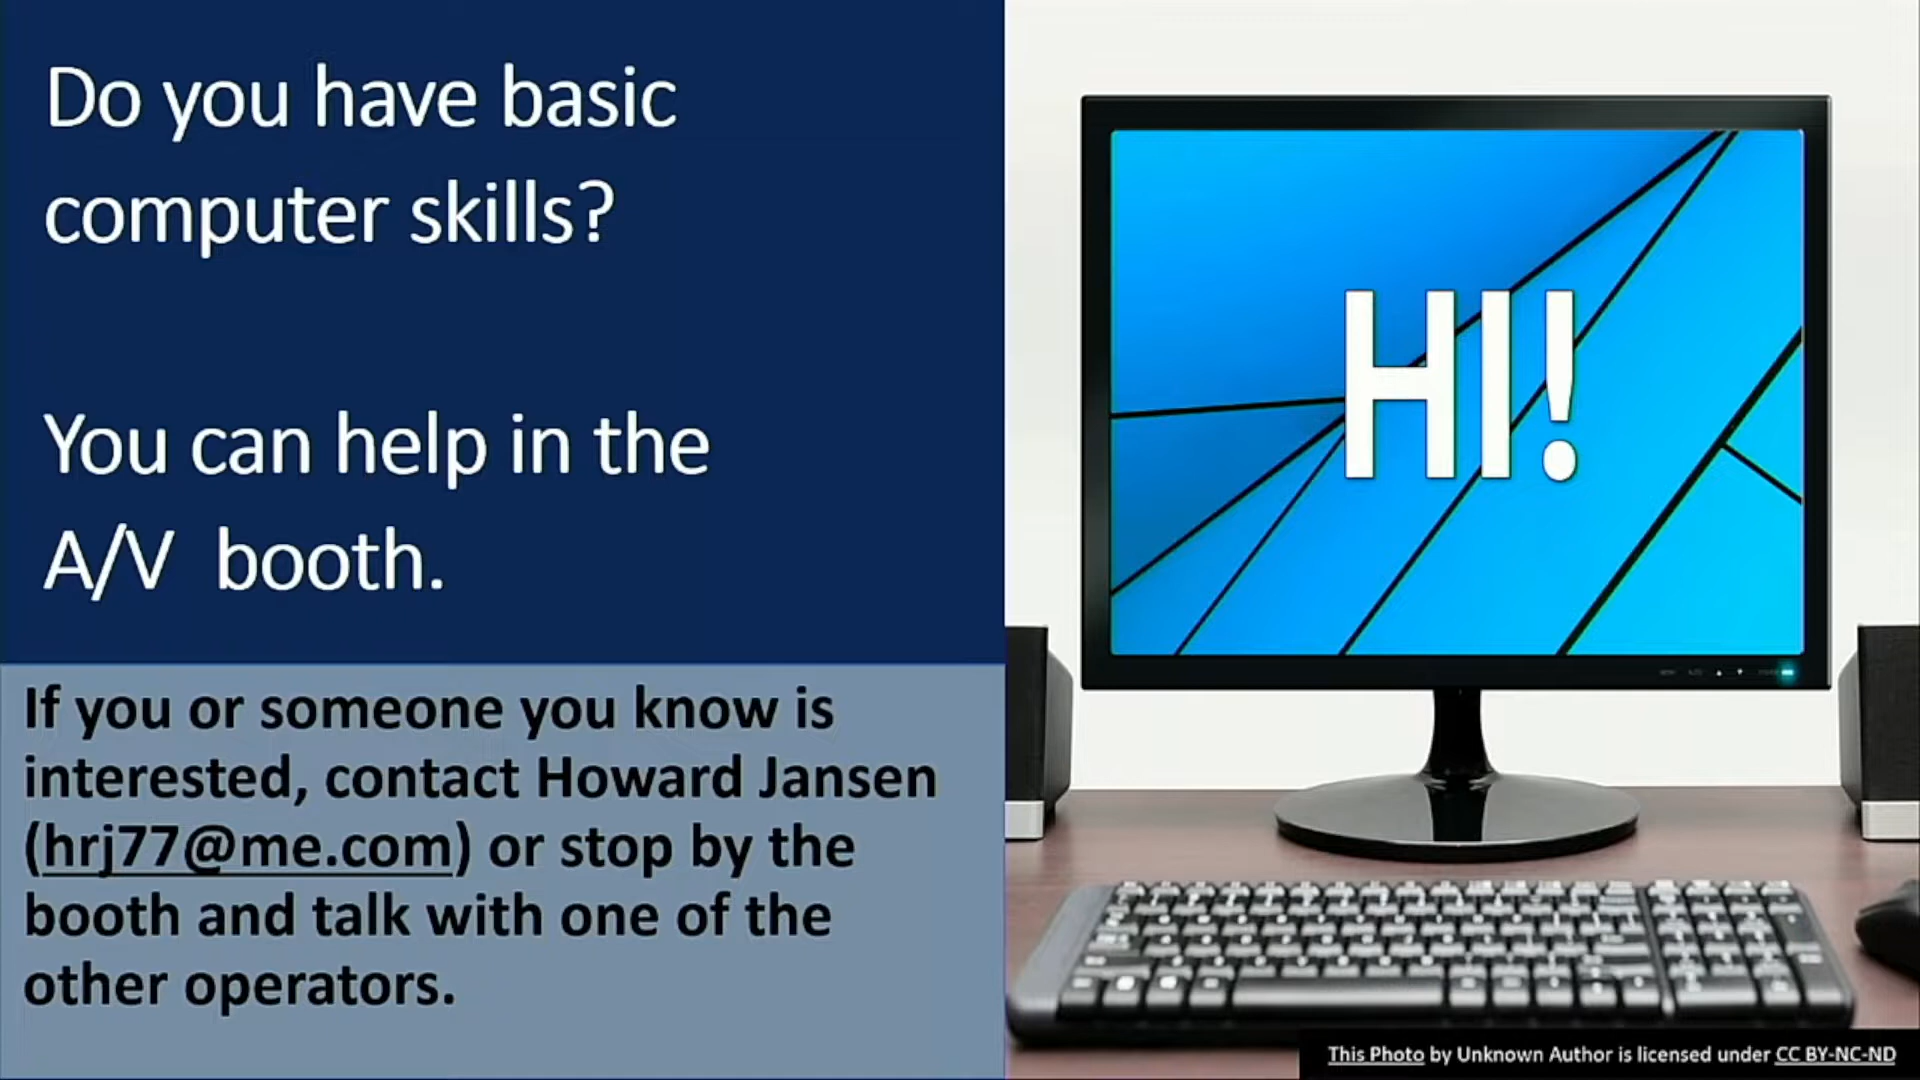 Do you have basic
computer skills?
You can help in the
A/V  booth.
If you or someone you know is
interested, contact Howard Jansen
(hrj77@me.com) or stop by the
booth and talk with one of the
other operators.
HI!
This Photo by Unknown Author is licensed under CC BY-NC-ND